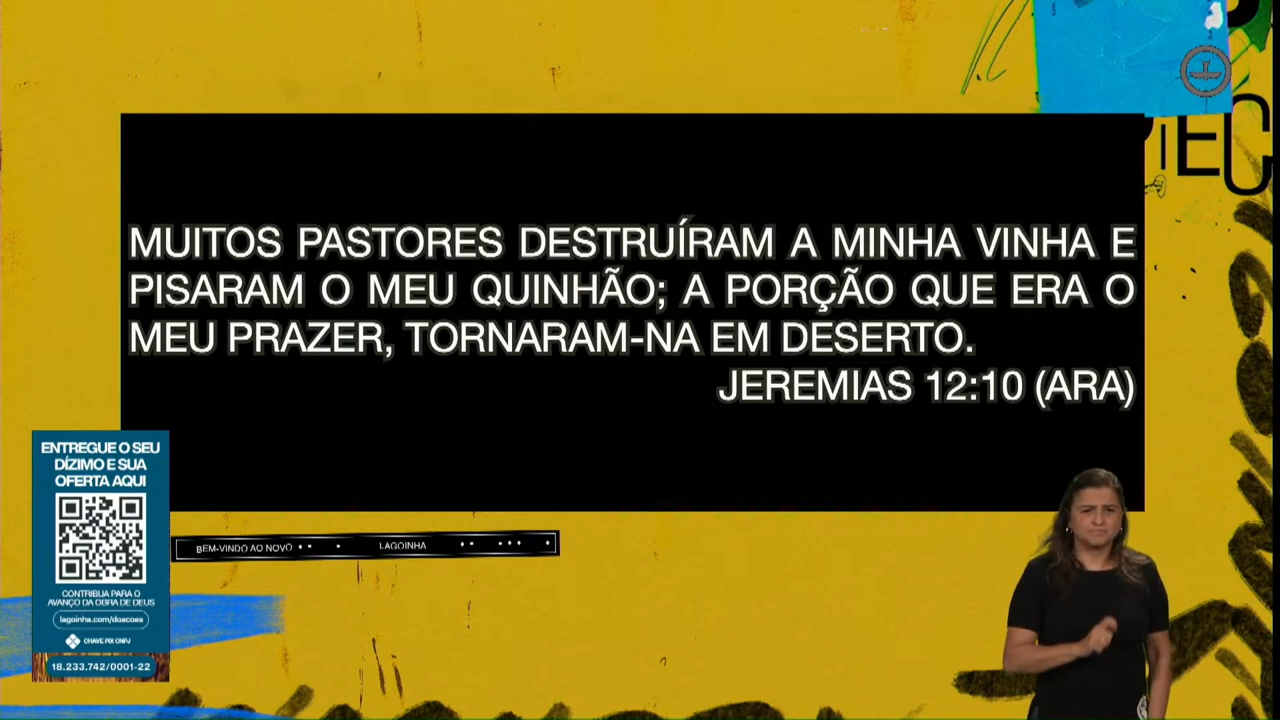 MUITOS PASTORES DESTRUÍRAM A MINHA VINHA E
PISARAM O MEU QUINHÃO; A PORÇÃO QUE ERA O
MEU PRAZER, TORNARAM-NA EM DESERTO.
JEREMIAS 12:10 (ARA)
ENTREGUE O SEU
DÍZIMO E SUA
OFERTA AQUI
CONTRIBUA PARA O
AVANÇO DA OBRA DE DEUS
lagoinha.com/doacoes
CHAVE PIX CNPJ
18.233.742/0001-22
BEM-VINDO AO NOVO
LAGOINHA